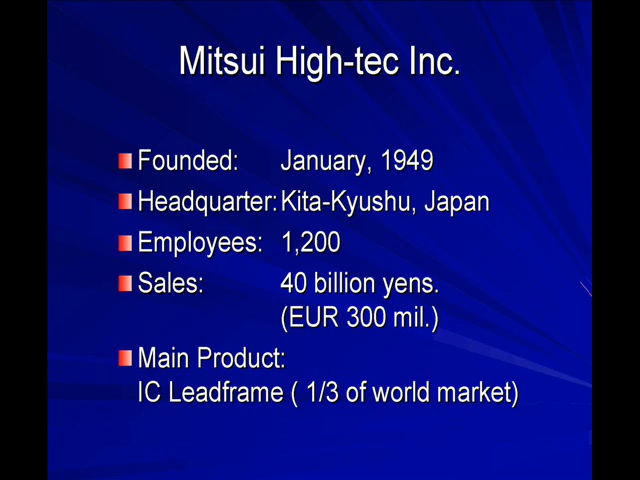 Mitsui High-tec Inc.
Founded: January, 1949
Headquarter: Kita-Kyushu, Japan
Employees: 1,200
Sales: 40 billion yens.
(EUR 300 mil.)
Main Product:
IC Leadframe ( 1/3 of world market)